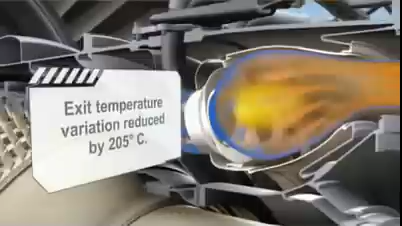 Exit temperature
variation reduced
by 205° C.